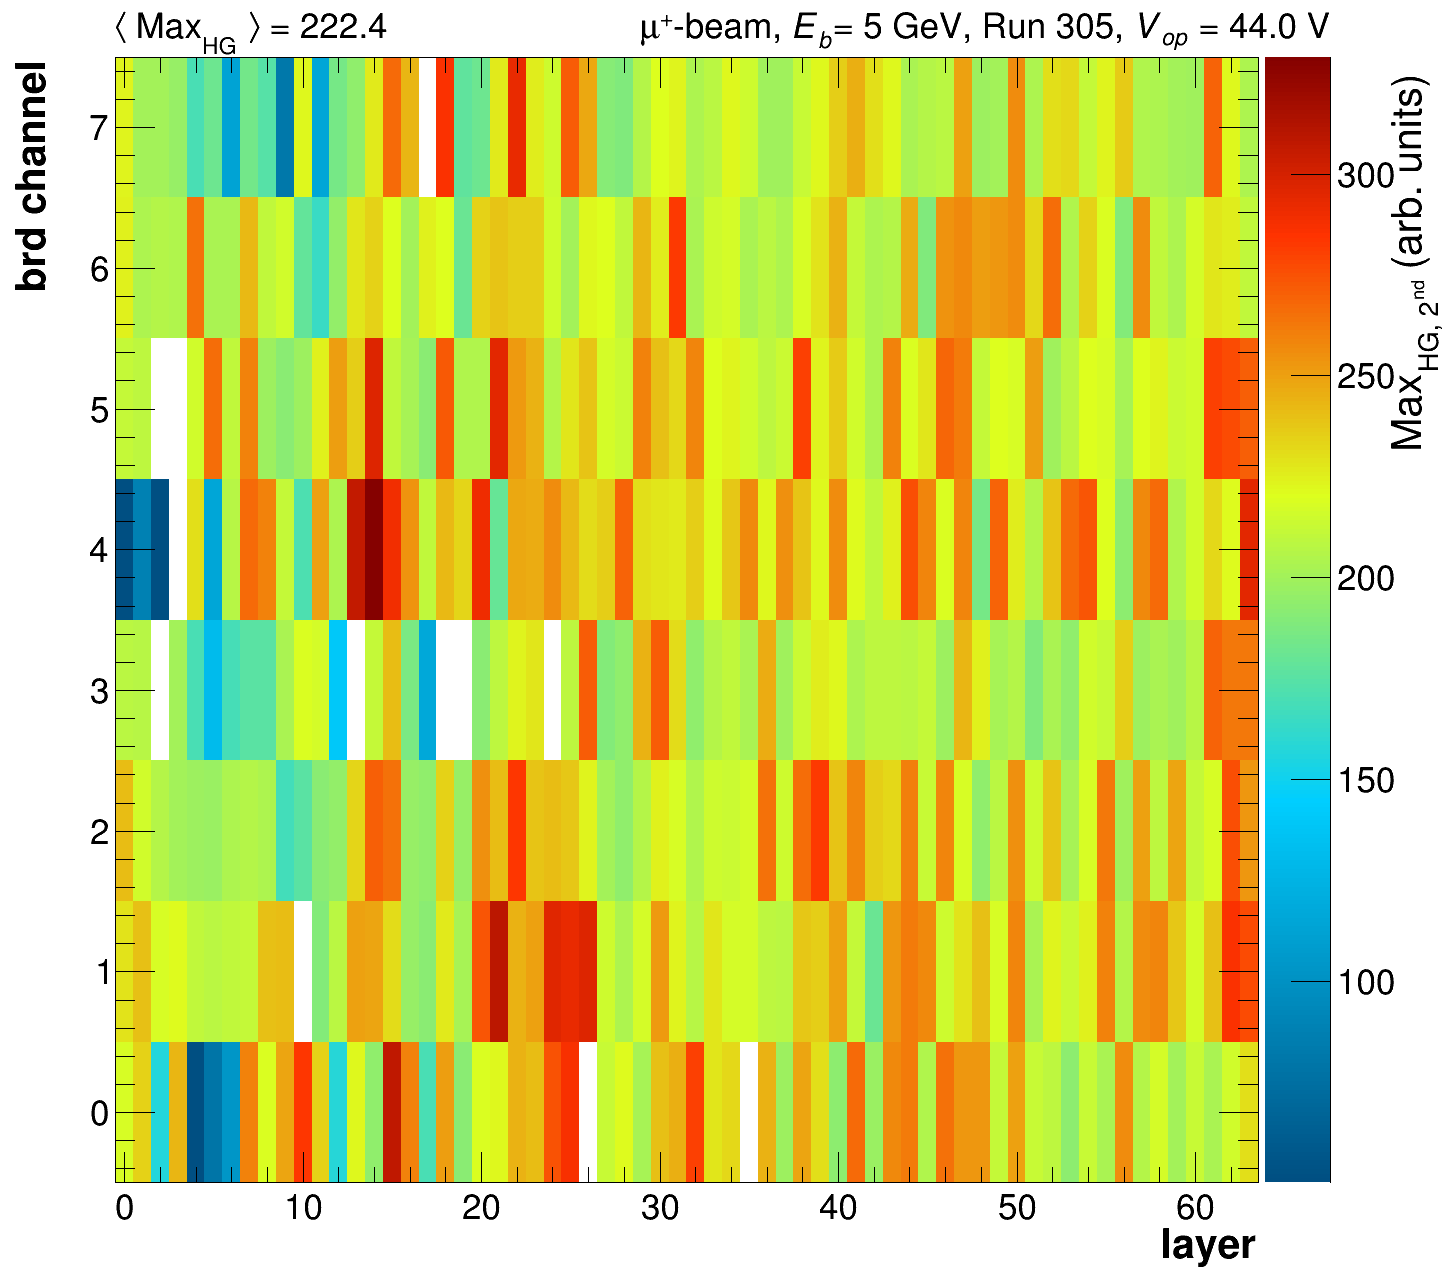 ⟨ Max_HG ⟩ = 222.4
μ⁺-beam, E_b= 5 GeV, Run 305, V_op = 44.0 V
brd channel
7
6
5
4
3
2
1
0
0 10 20 30 40 50 60
layer
300
250
200
150
100
Max_HG, 2ⁿᵈ (arb. units)